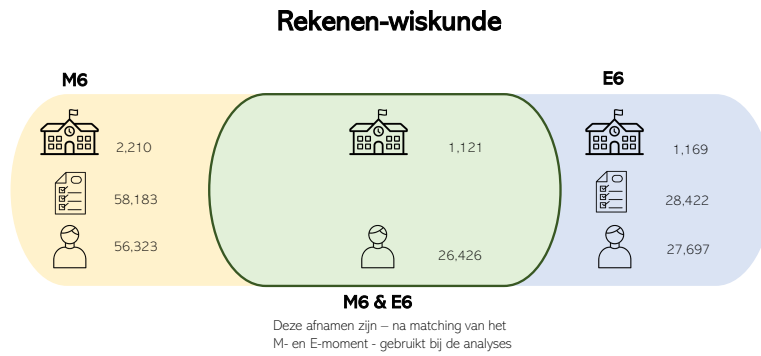 Rekenen-wiskunde
M6
E6
2,210
1,121
1,169
58,183
28,422
56,323
26,426
27,697
M6 & E6
Deze afnamen zijn – na matching van het
M- en E-moment - gebruikt bij de analyses